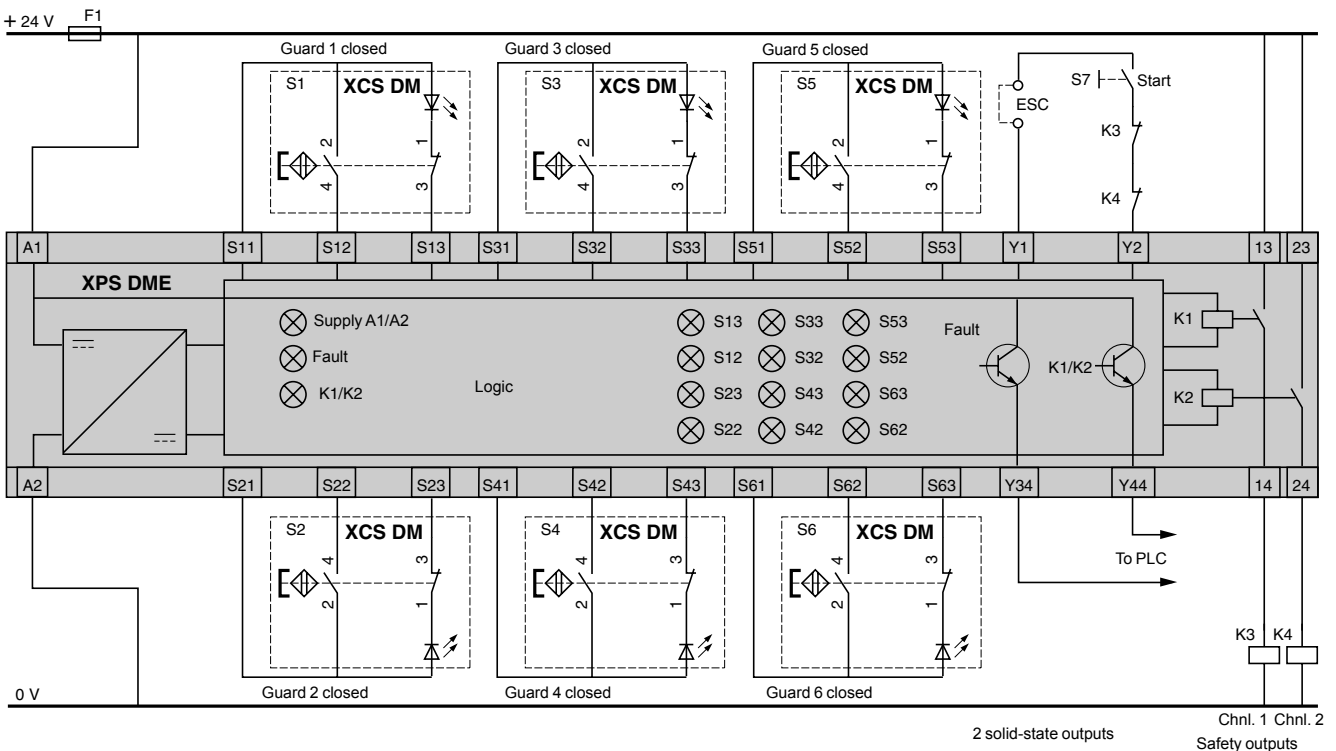 + 24 V F1
Guard 1 closed Guard 3 closed Guard 5 closed
S1 XCS DM S3 XCS DM S5 XCS DM S7 Start
ESC
2 1 2 1 2 1 K3
4 3 4 3 4 3 K4
A1 S11 S12 S13 S31 S32 S33 S51 S52 S53 Y1 Y2 13 23
XPS DME
Supply A1/A2 S13 S33 S53 Fault K1
Fault S12 S32 S52 K1/K2
K1/K2 Logic S23 S43 S63 K2
S22 S42 S62
A2 S21 S22 S23 S41 S42 S43 S61 S62 S63 Y34 Y44 14 24
S2 XCS DM S4 XCS DM S6 XCS DM
4 3 4 3 4 3 To PLC
2 1 2 1 2 1
K3 K4
0 V Guard 2 closed Guard 4 closed Guard 6 closed
Chnl. 1 Chnl. 2
2 solid-state outputs Safety outputs